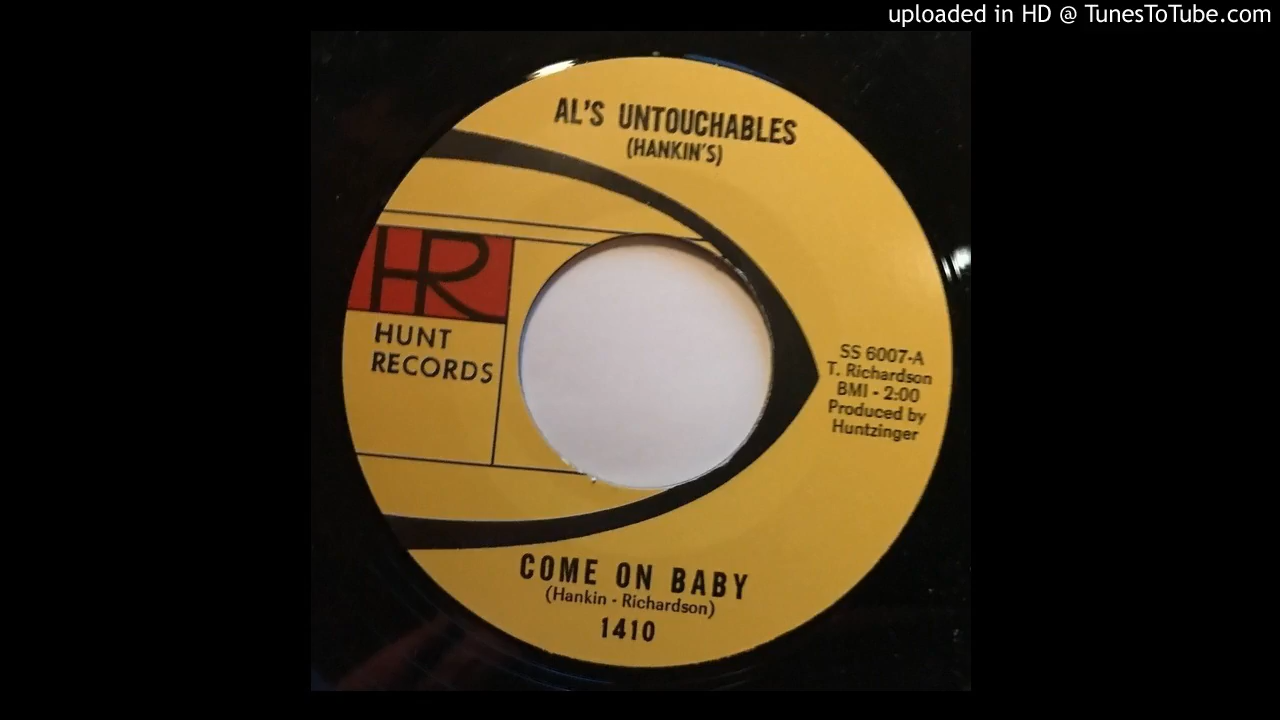 uploaded in HD @ TunesToTube.com
AL'S UNTOUCHABLES
(HANKIN'S)
HR
HUNT
RECORDS
SS 6007-A
T. Richardson
BMI - 2:00
Produced by
Huntzinger
COME ON BABY
(Hankin - Richardson)
1410